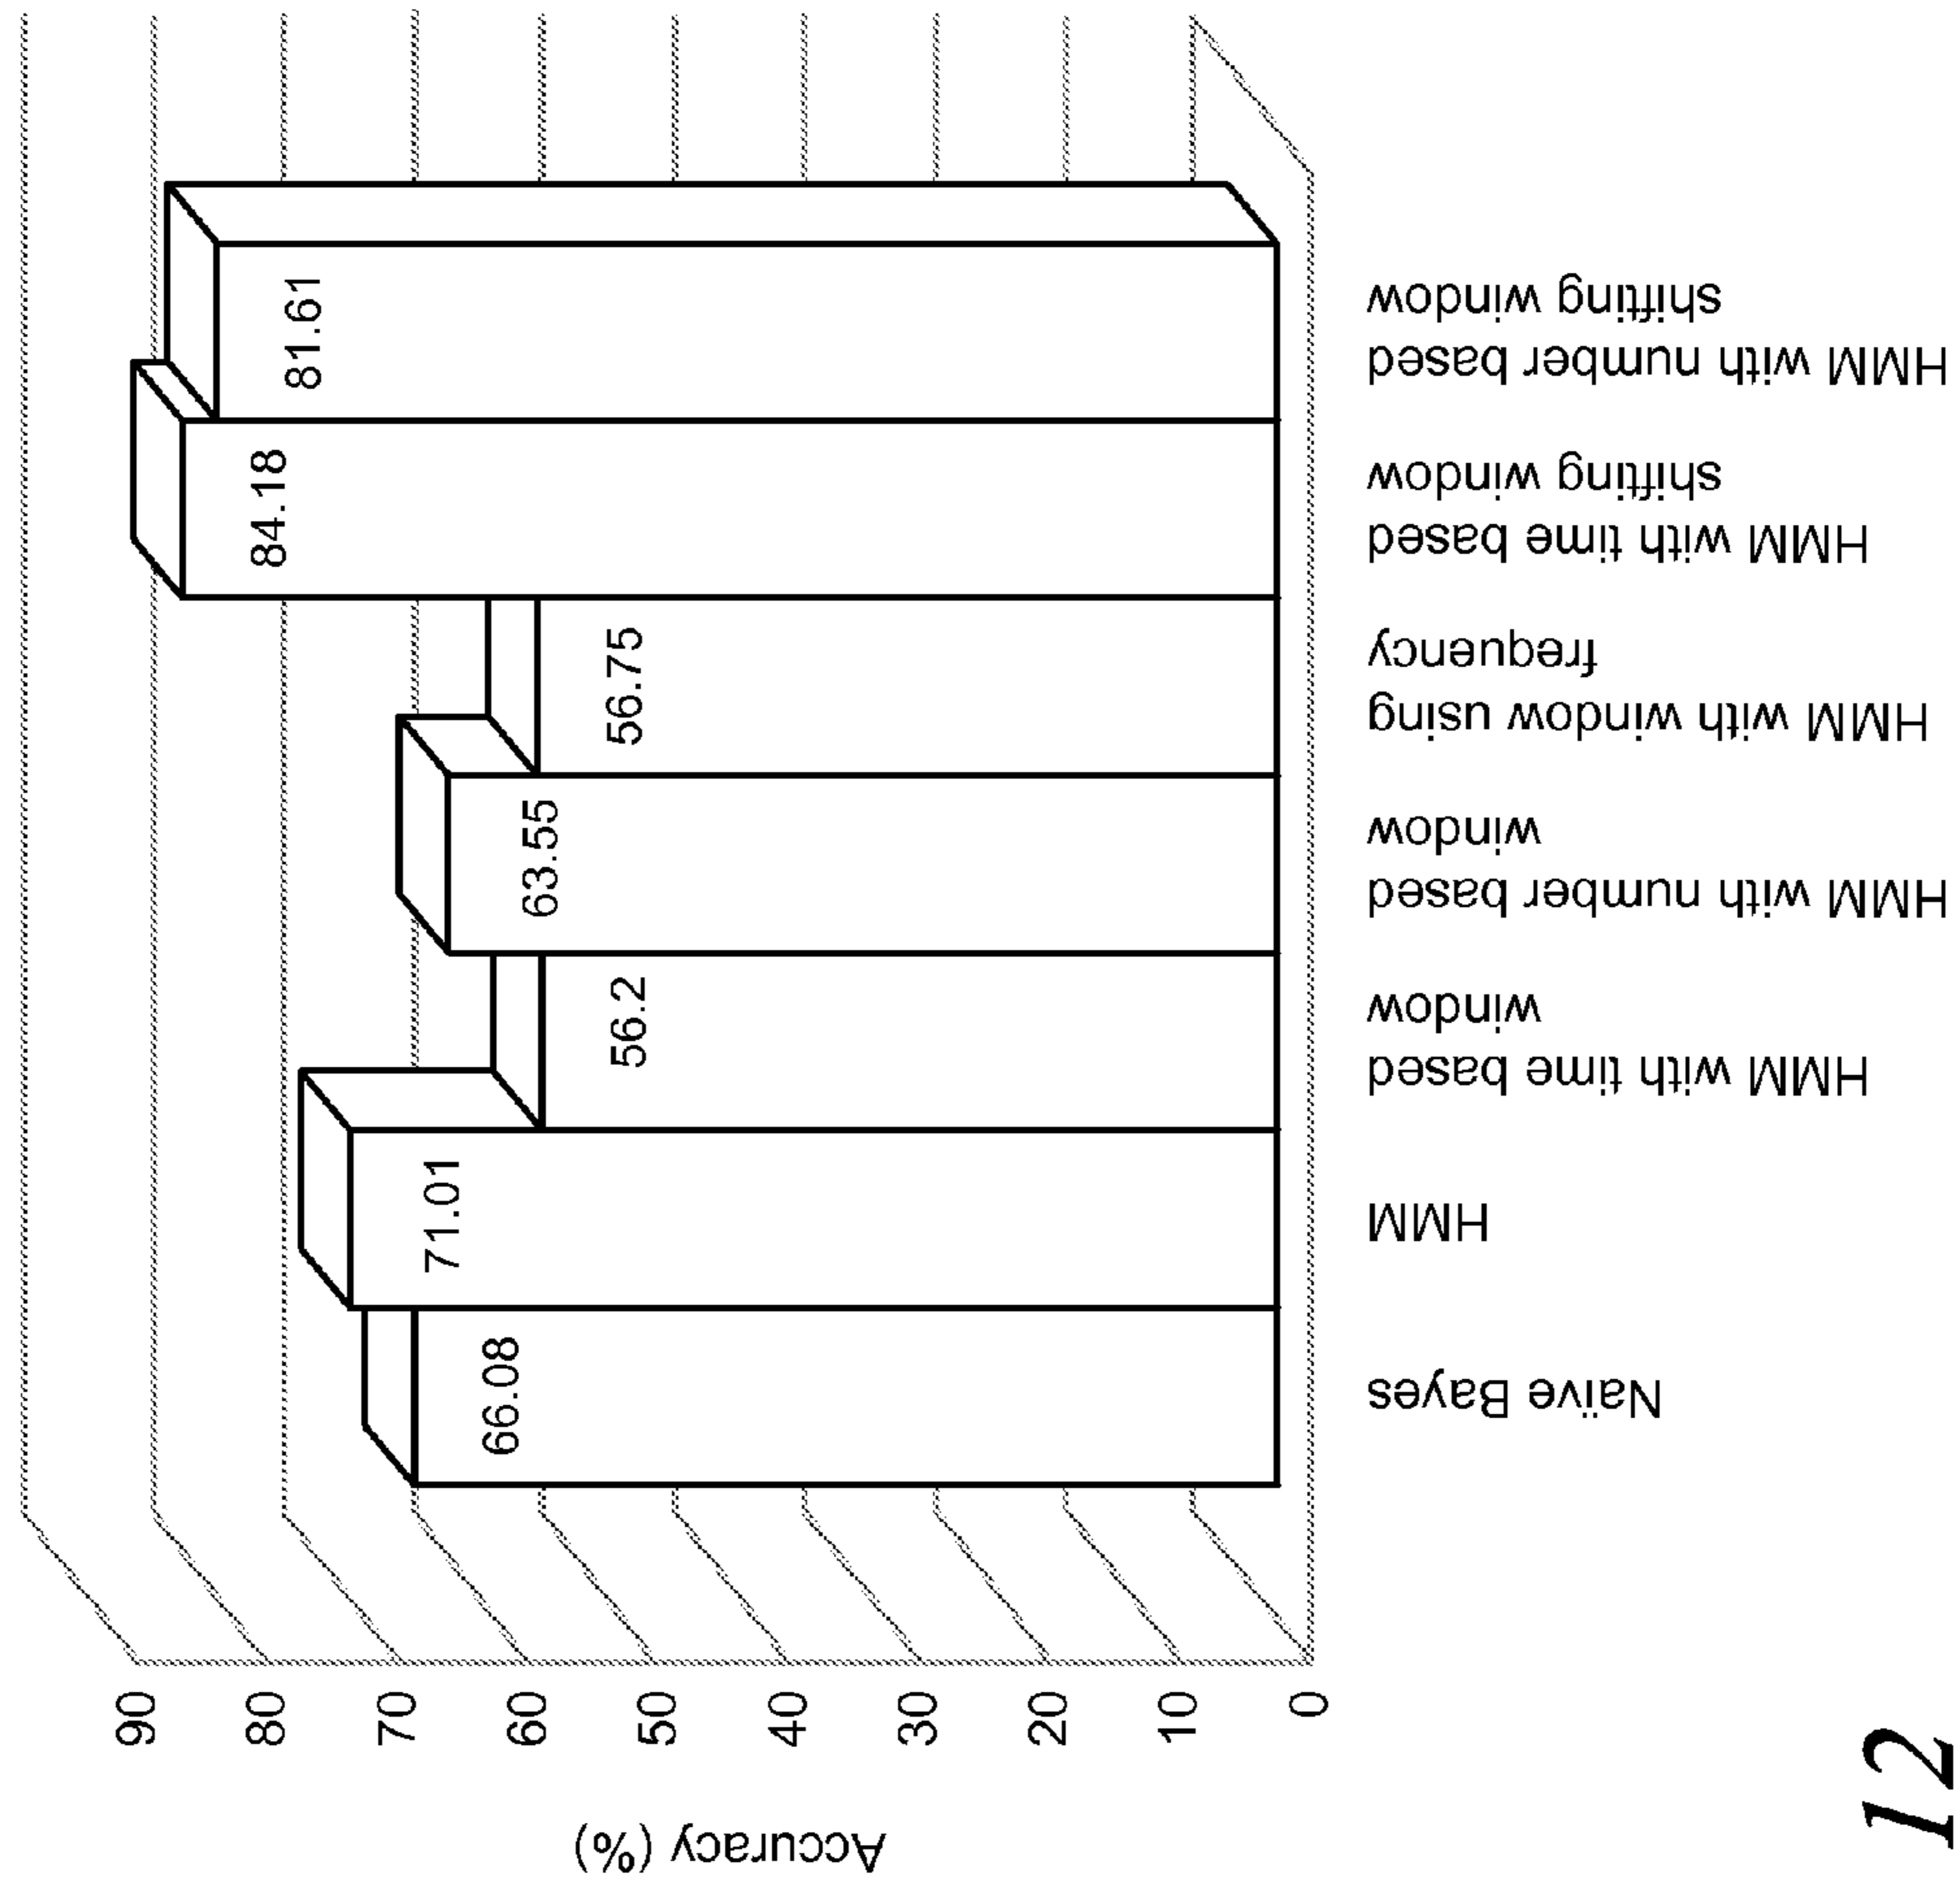 Accuracy (%)
90
80
70
60
50
40
30
20
10
0
66.08
71.01
56.2
63.55
56.75
84.18
81.61
Naïve Bayes
HMM
HMM with time based
window
HMM with number based
window
HMM with window using
frequency
HMM with time based
shifting window
HMM with number based
shifting window
12